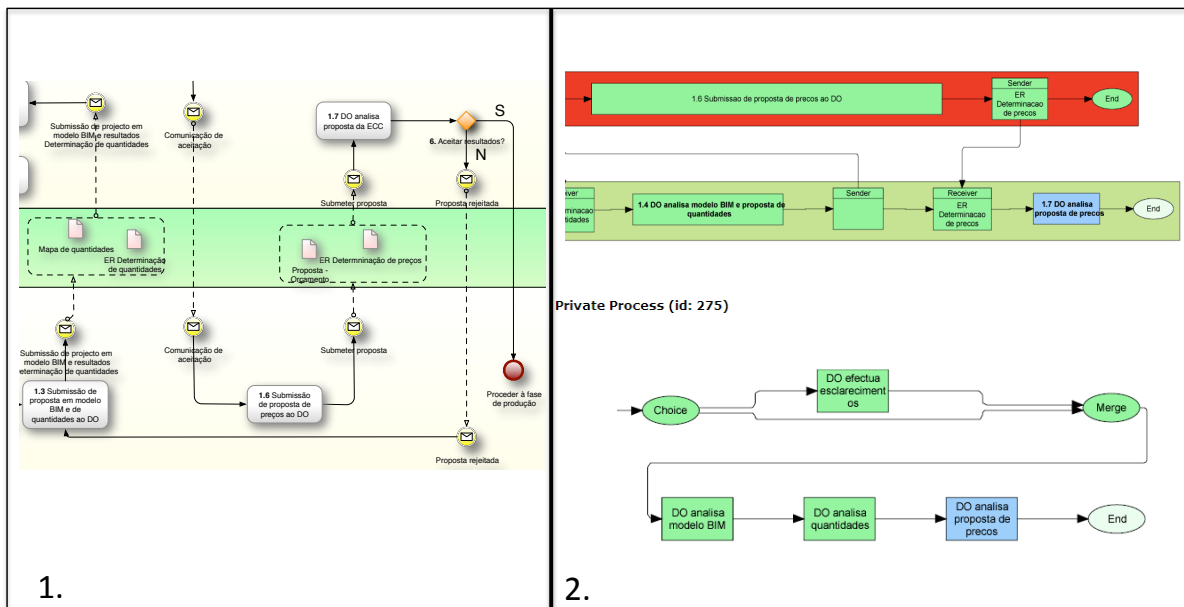 Submissão de projecto em
modelo BIM e resultados
Determinação de quantidades
Comunicação de
aceitação
1.7 DO analisa
proposta da ECC
S
6. Aceitar resultados?
N
Submeter proposta
Proposta rejeitada
Mapa de quantidades
ER Determinação
de quantidades
ER Determninação de preços
Proposta -
Orçamento
Submissão de projecto em
modelo BIM e resultados
Determinação de quantidades
Comunicação de
aceitação
Submeter proposta
Proceder à fase
de produção
1.3 Submissão de
proposta em modelo
BIM e de
quantidades ao DO
1.6 Submissão
de proposta de
preços ao DO
Proposta rejeitada
1.
1.6 Submissao de proposta de precos ao DO
Sender
ER
Determinacao
de precos
End
iver
rminacao
tidades
1.4 DO analisa modelo BIM e proposta
de quantidades
Sender
Receiver
ER
Determinacao
de precos
1.7 DO analisa
proposta de precos
End
Private Process (id: 275)
Choice
DO efectua
esclareciment
os
Merge
DO analisa
modelo BIM
DO analisa
quantidades
DO analisa
proposta de
precos
End
2.